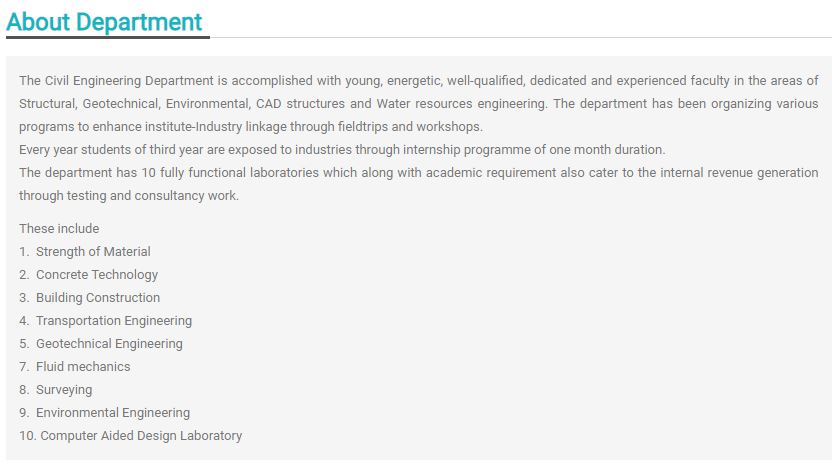 About Department
The Civil Engineering Department is accomplished with young, energetic, well-qualified, dedicated and experienced faculty in the areas of
Structural, Geotechnical, Environmental, CAD structures and Water resources engineering. The department has been organizing various
programs to enhance institute-Industry linkage through fieldtrips and workshops.
Every year students of third year are exposed to industries through internship programme of one month duration.
The department has 10 fully functional laboratories which along with academic requirement also cater to the internal revenue generation
through testing and consultancy work.
These include
1. Strength of Material
2. Concrete Technology
3. Building Construction
4. Transportation Engineering
5. Geotechnical Engineering
7. Fluid mechanics
8. Surveying
9. Environmental Engineering
10. Computer Aided Design Laboratory